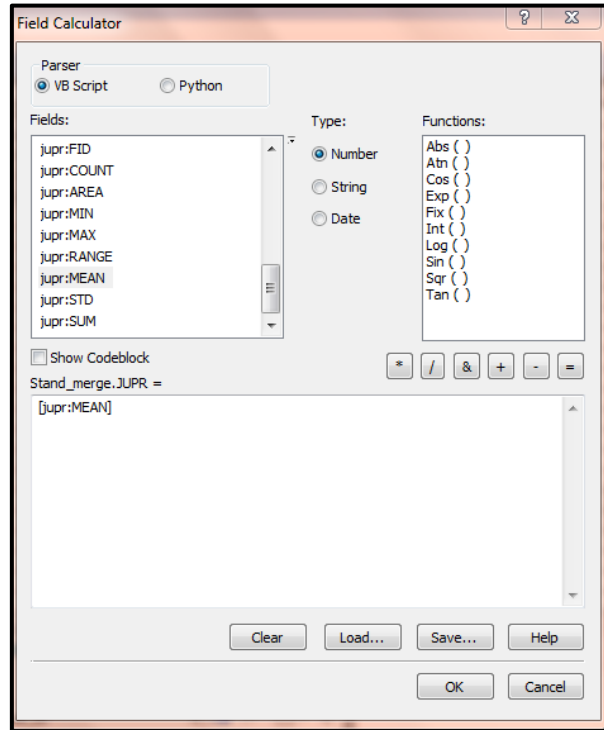 Field Calculator
Parser
VB Script Python
Fields: Type: Functions:
jupr:FID
jupr:COUNT
jupr:AREA
jupr:MIN
jupr:MAX
jupr:RANGE
jupr:MEAN
jupr:STD
jupr:SUM
Number
String
Date
Abs ( )
Atn ( )
Cos ( )
Exp ( )
Fix ( )
Int ( )
Log ( )
Sin ( )
Sqr ( )
Tan ( )
Show Codeblock
* / & + - =
Stand_merge.JUPR =
[jupr:MEAN]
Clear Load... Save... Help
OK Cancel